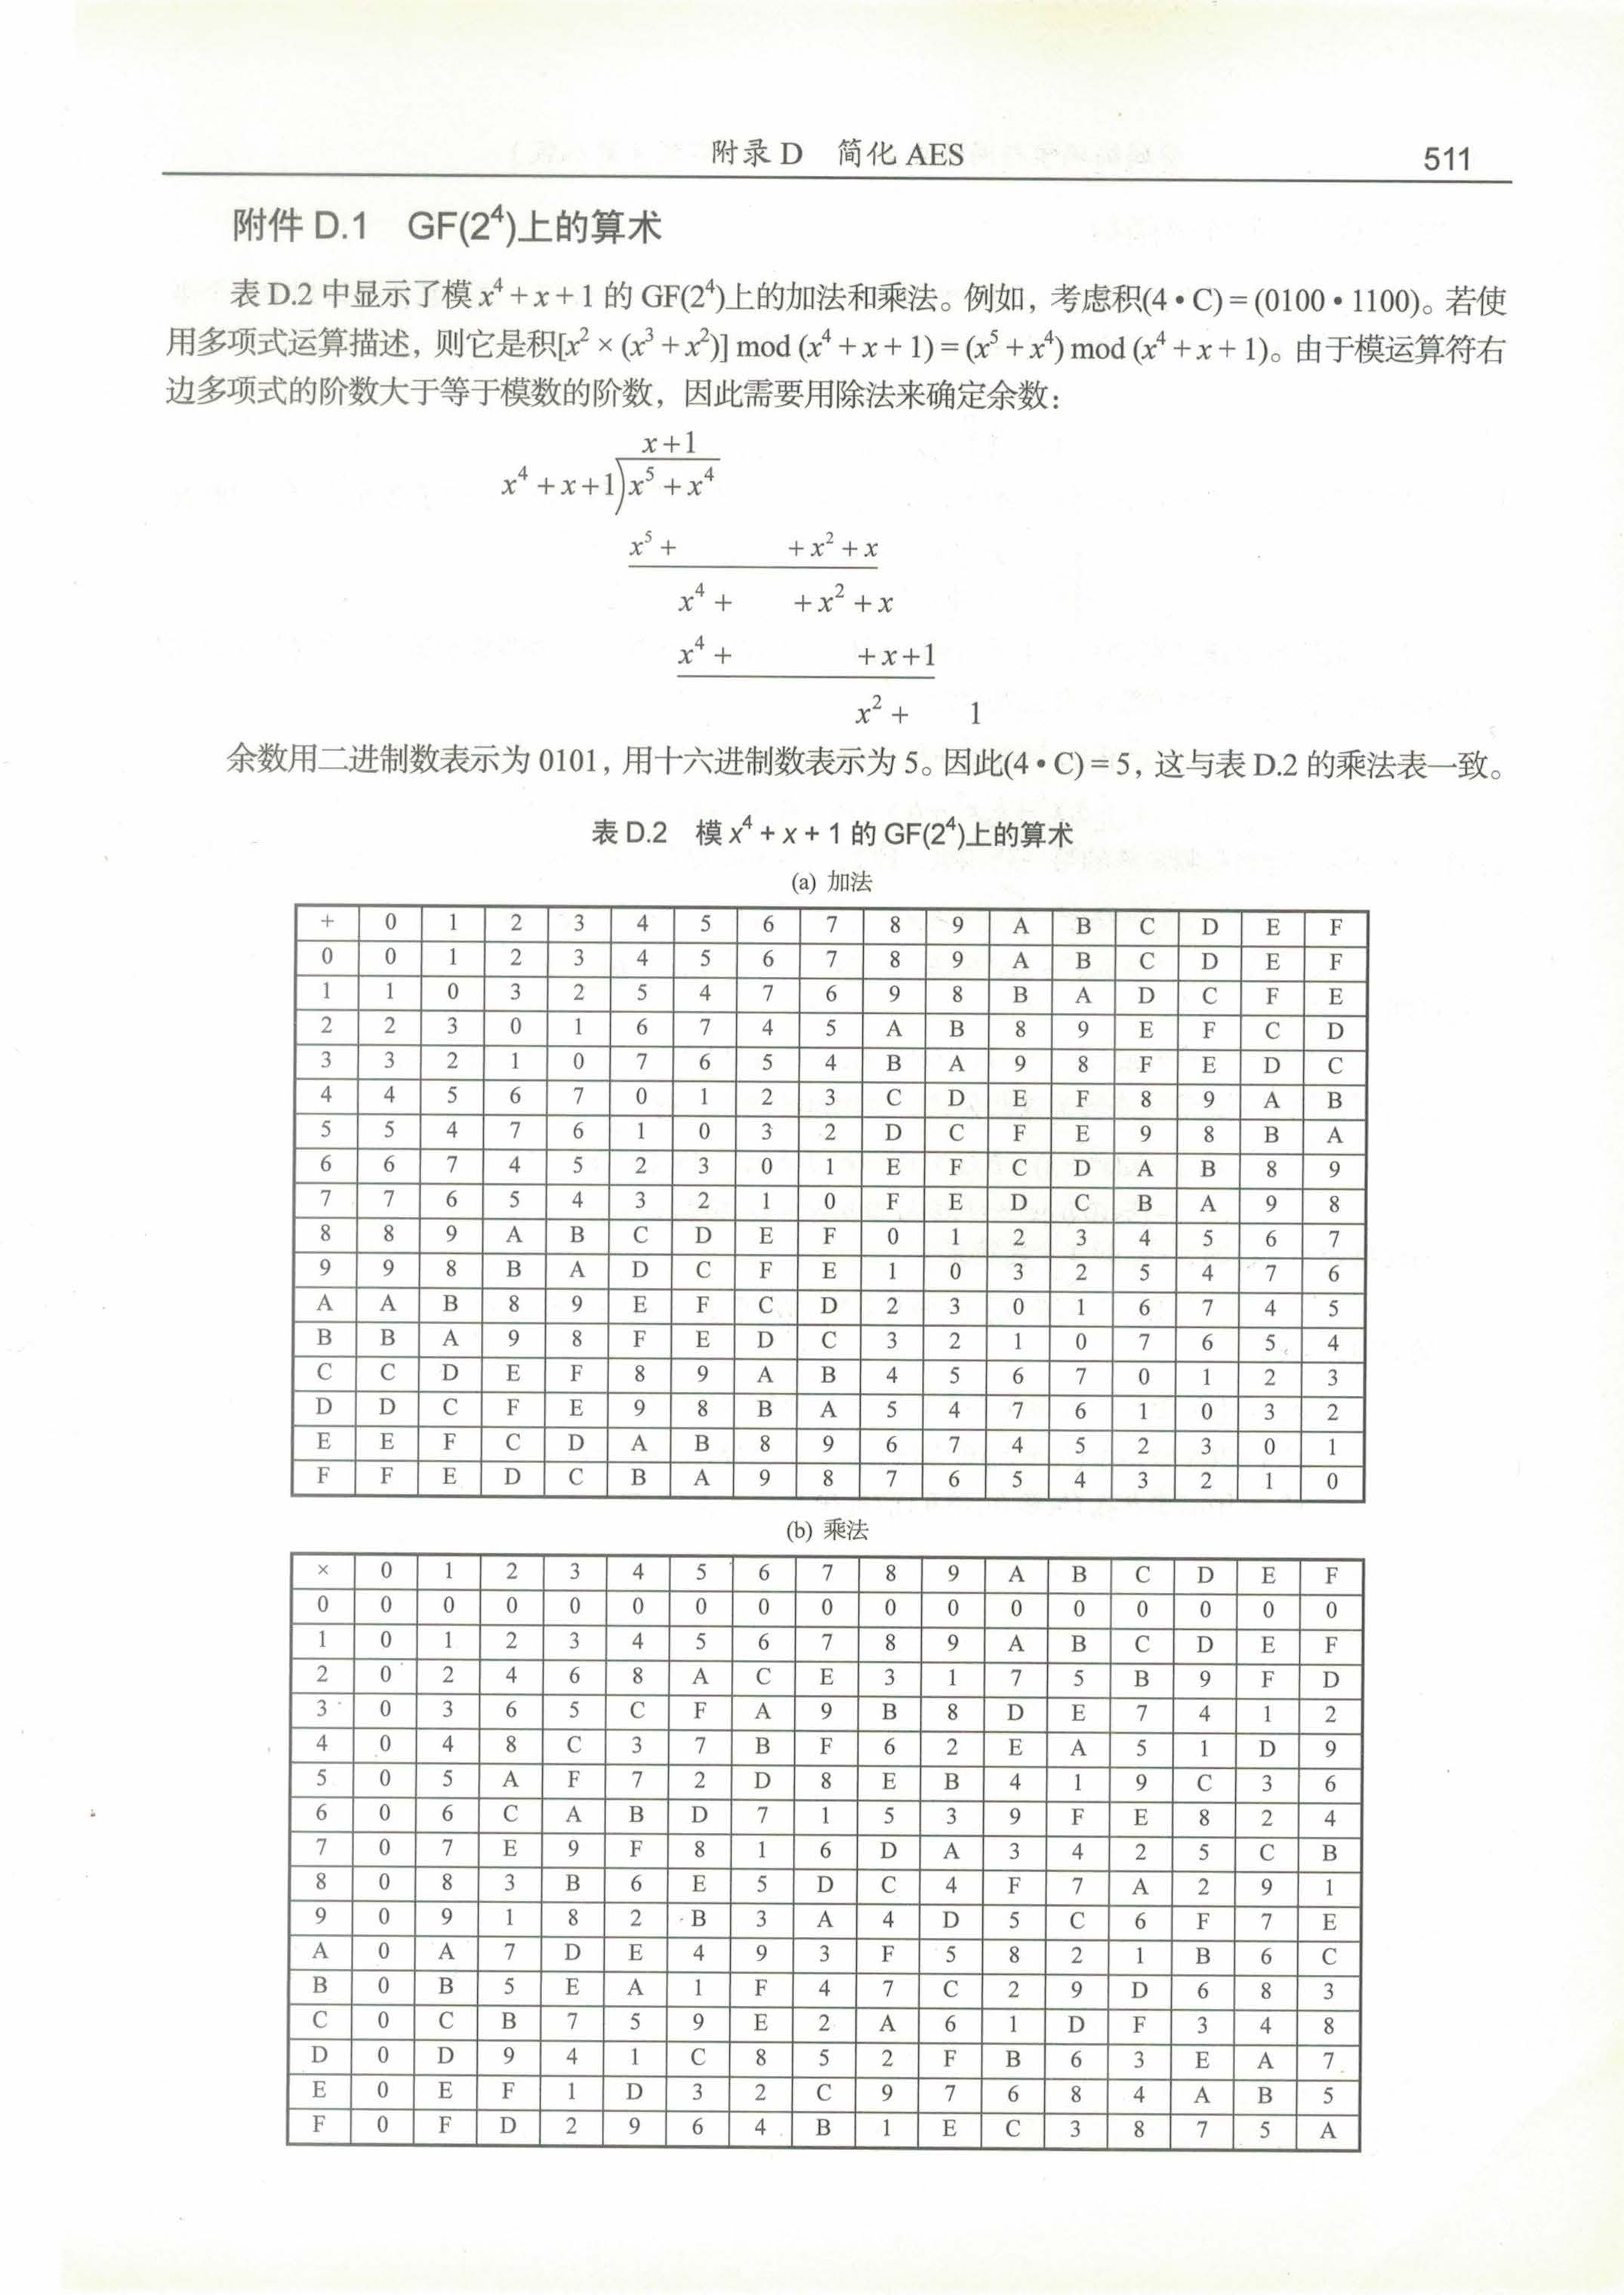 附录 D 简化 AES 511
附件 D.1 GF(2⁴)上的算术
表 D.2 中显示了模 x⁴ + x + 1 的 GF(2⁴)上的加法和乘法。例如，考虑积(4 • C) = (0100 • 1100)。若使
用多项式运算描述，则它是积[x² × (x³ + x²)] mod (x⁴ + x + 1) = (x⁵ + x⁴) mod (x⁴ + x + 1)。由于模运算符右
边多项式的阶数大于等于模数的阶数，因此需要用除法来确定余数：
x + 1
x⁴ + x + 1)x⁵ + x⁴
x⁵ + + x² + x
x⁴ + + x² + x
x⁴ + + x + 1
x² + 1
余数用二进制数表示为 0101，用十六进制数表示为 5。因此(4 • C) = 5，这与表 D.2 的乘法表一致。
表 D.2 模 x⁴ + x + 1 的 GF(2⁴)上的算术
(a) 加法
+ 0 1 2 3 4 5 6 7 8 9 A B C D E F
0 0 1 2 3 4 5 6 7 8 9 A B C D E F
1 1 0 3 2 5 4 7 6 9 8 B A D C F E
2 2 3 0 1 6 7 4 5 A B 8 9 E F C D
3 3 2 1 0 7 6 5 4 B A 9 8 F E D C
4 4 5 6 7 0 1 2 3 C D E F 8 9 A B
5 5 4 7 6 1 0 3 2 D C F E 9 8 B A
6 6 7 4 5 2 3 0 1 E F C D A B 8 9
7 7 6 5 4 3 2 1 0 F E D C B A 9 8
8 8 9 A B C D E F 0 1 2 3 4 5 6 7
9 9 8 B A D C F E 1 0 3 2 5 4 7 6
A A B 8 9 E F C D 2 3 0 1 6 7 4 5
B B A 9 8 F E D C 3 2 1 0 7 6 5 4
C C D E F 8 9 A B 4 5 6 7 0 1 2 3
D D C F E 9 8 B A 5 4 7 6 1 0 3 2
E E F C D A B 8 9 6 7 4 5 2 3 0 1
F F E D C B A 9 8 7 6 5 4 3 2 1 0
(b) 乘法
× 0 1 2 3 4 5 6 7 8 9 A B C D E F
0 0 0 0 0 0 0 0 0 0 0 0 0 0 0 0 0
1 0 1 2 3 4 5 6 7 8 9 A B C D E F
2 0 2 4 6 8 A C E 3 1 7 5 B 9 F D
3 0 3 6 5 C F A 9 B 8 D E 7 4 1 2
4 0 4 8 C 3 7 B F 6 2 E A 5 1 D 9
5 0 5 A F 7 2 D 8 E B 4 1 9 C 3 6
6 0 6 C A B D 7 1 5 3 9 F E 8 2 4
7 0 7 E 9 F 8 1 6 D A 3 4 2 5 C B
8 0 8 3 B 6 E 5 D C 4 F 7 A 2 9 1
9 0 9 1 8 2 B 3 A 4 D 5 C 6 F 7 E
A 0 A 7 D E 4 9 3 F 5 8 2 1 B 6 C
B 0 B 5 E A 1 F 4 7 C 2 9 D 6 8 3
C 0 C B 7 5 9 E 2 A 6 1 D F 3 4 8
D 0 D 9 4 1 C 8 5 2 F B 6 3 E A 7
E 0 E F 1 D 3 2 C 9 7 6 8 4 A B 5
F 0 F D 2 9 6 4 B 1 E C 3 8 7 5 A